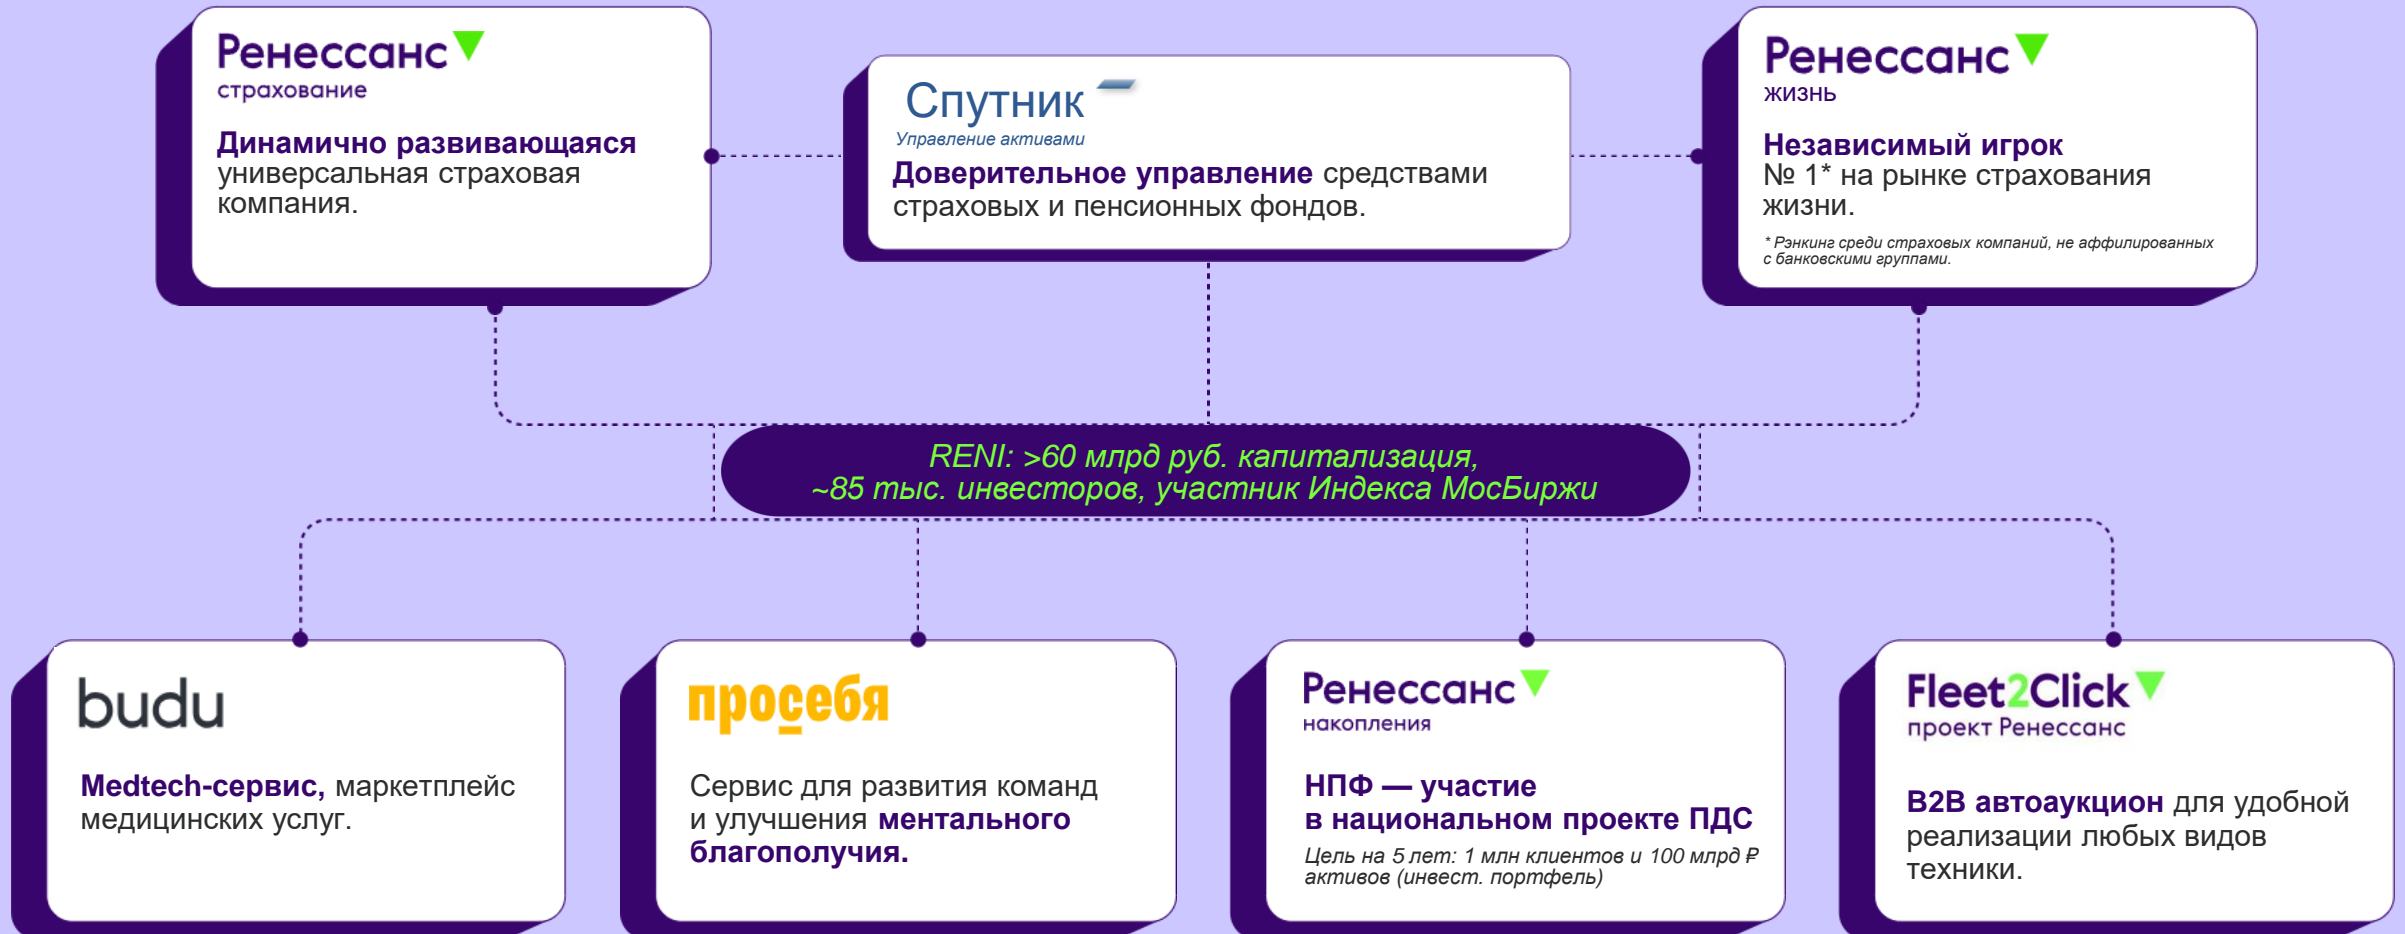 Ренессанс
страхование
Динамично развивающаяся
универсальная страховая
компания.
Спутник
Управление активами
Доверительное управление средствами
страховых и пенсионных фондов.
Ренессанс
жизнь
Независимый игрок
№ 1* на рынке страхования
жизни.
* Рэнкинг среди страховых компаний, не аффилированных
с банковскими группами.
RENI: >60 млрд руб. капитализация,
~85 тыс. инвесторов, участник Индекса МосБиржи
budu
Medtech-сервис, маркетплейс
медицинских услуг.
просебя
Сервис для развития команд
и улучшения ментального
благополучия.
Ренессанс
накопления
НПФ — участие
в национальном проекте ПДС
Цель на 5 лет: 1 млн клиентов и 100 млрд ₽
активов (инвест. портфель)
Fleet2Click
проект Ренессанс
B2B автоаукцион для удобной
реализации любых видов
техники.